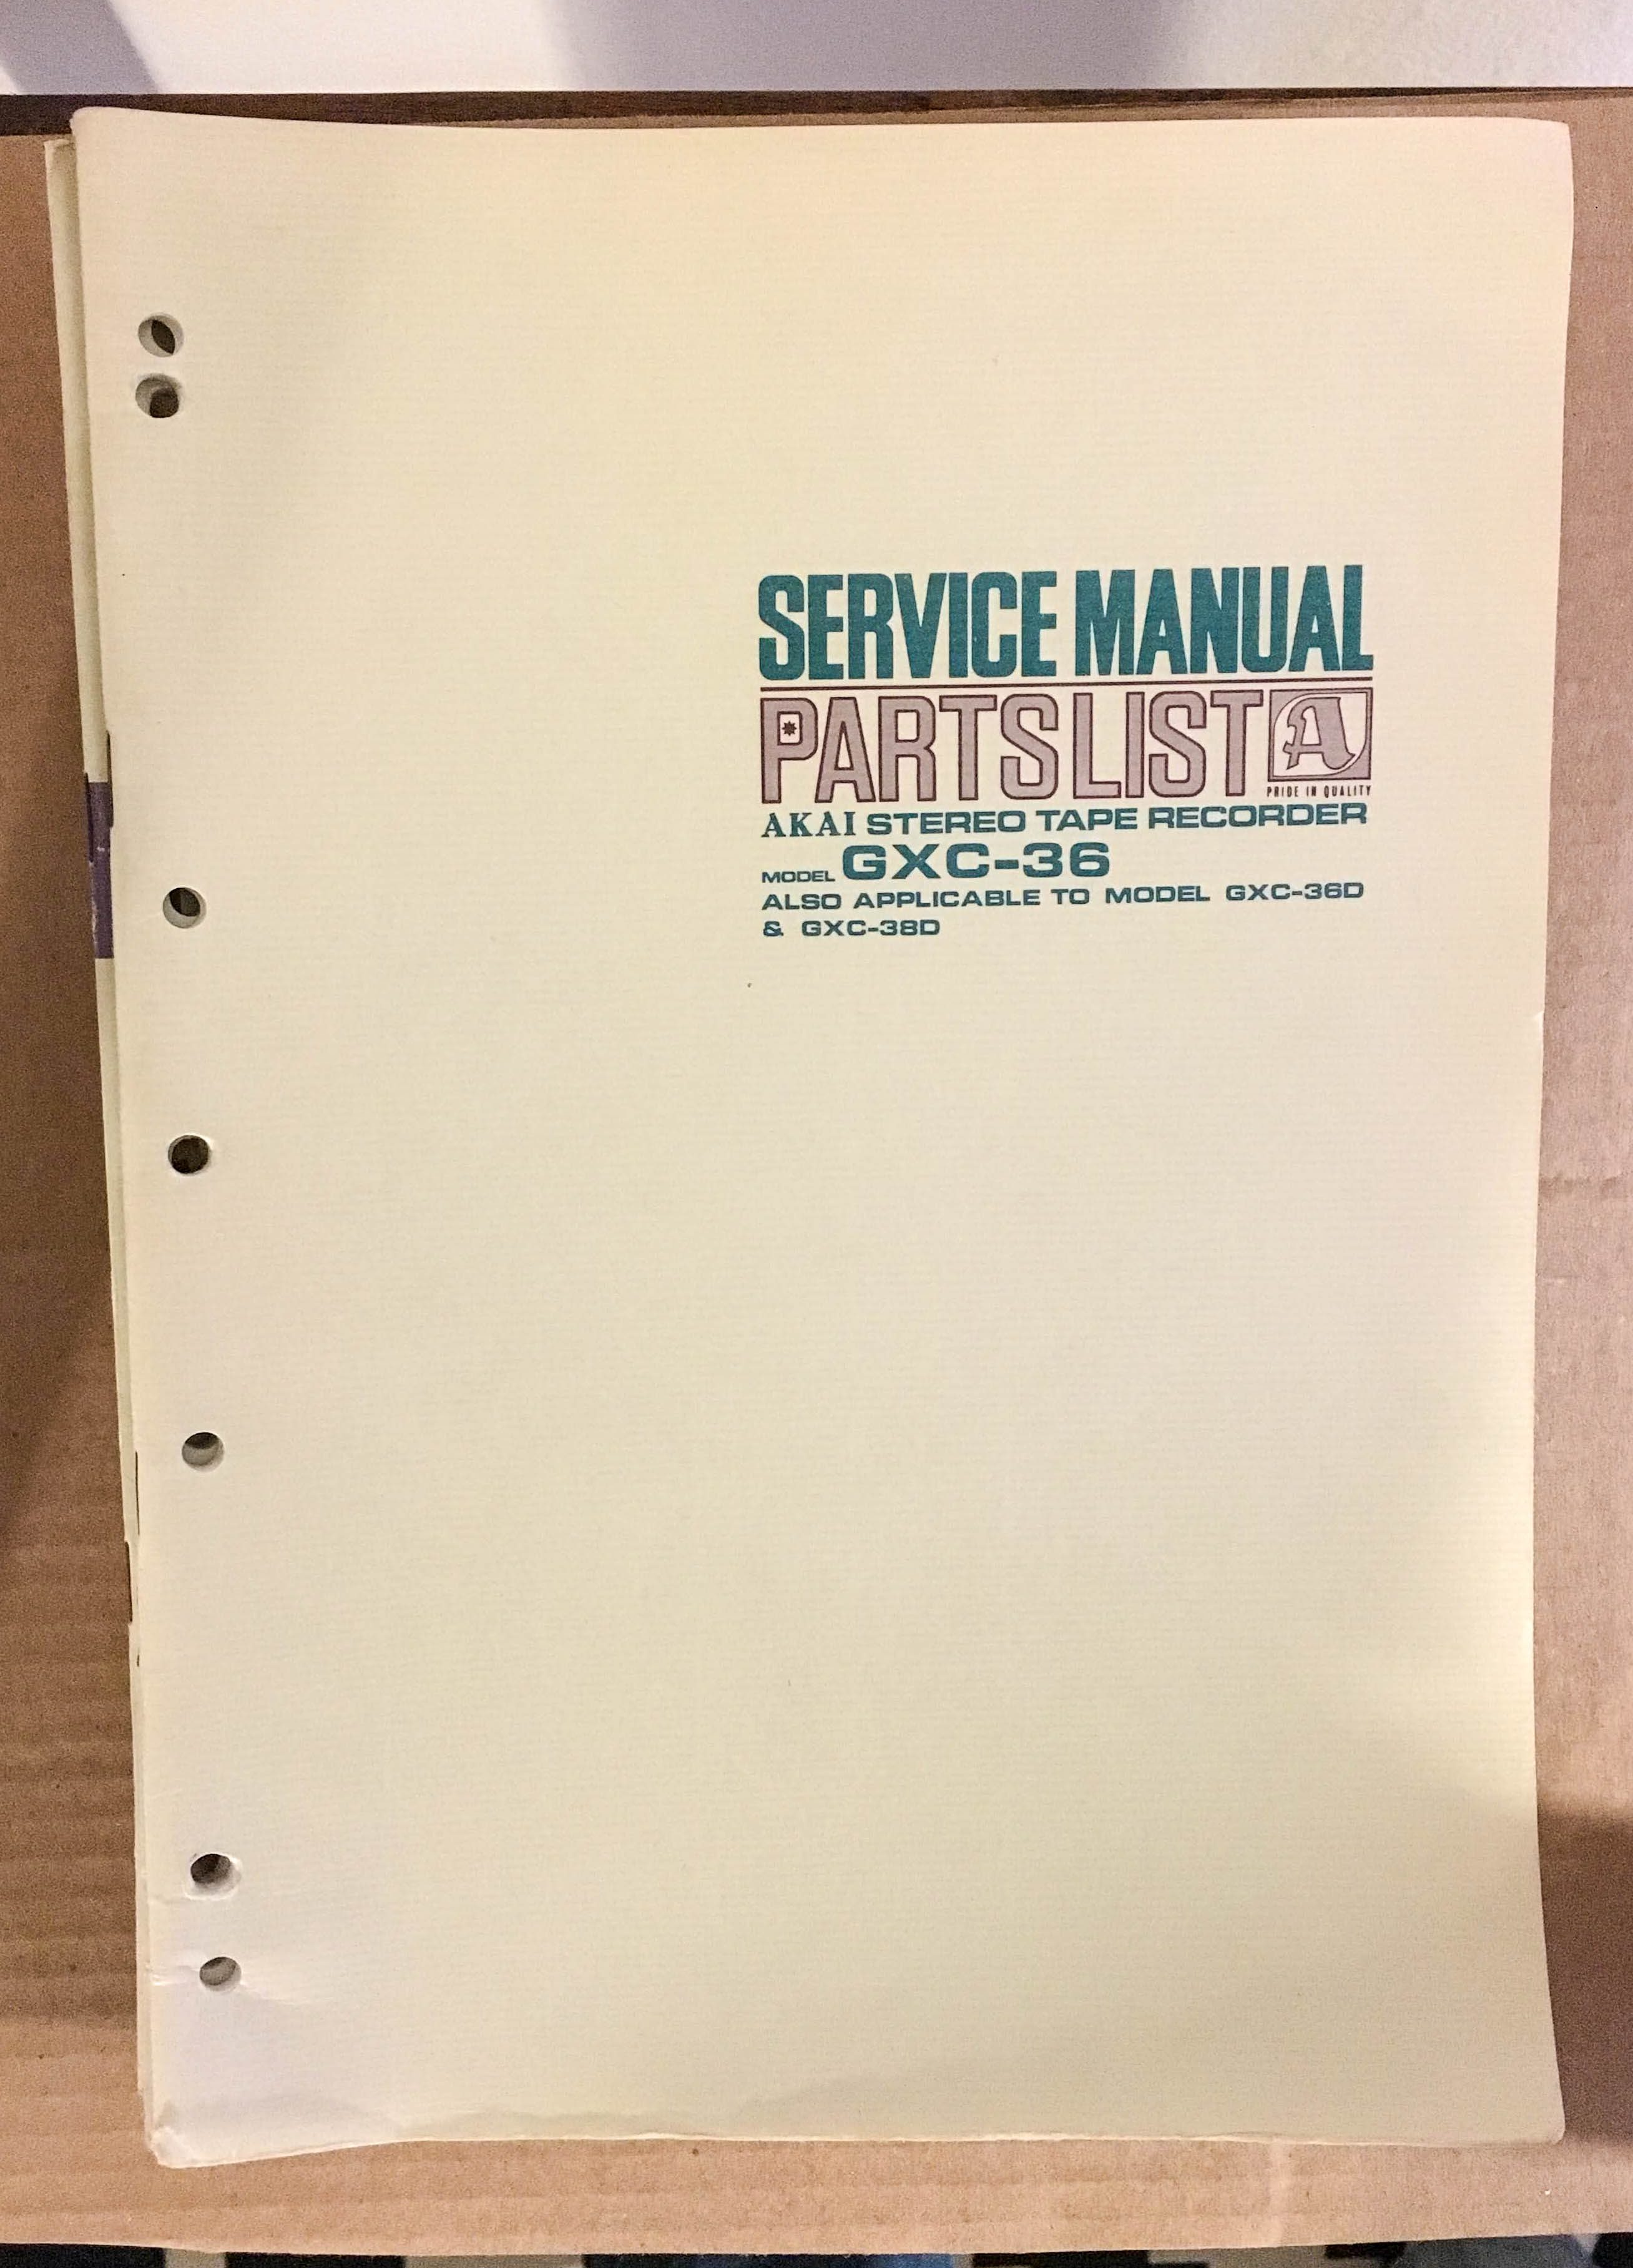 SERVICE MANUAL
PARTS LIST A
PRIDE IN QUALITY
AKAI STEREO TAPE RECORDER
MODEL GXC-36
ALSO APPLICABLE TO MODEL GXC-36D
& GXC-38D